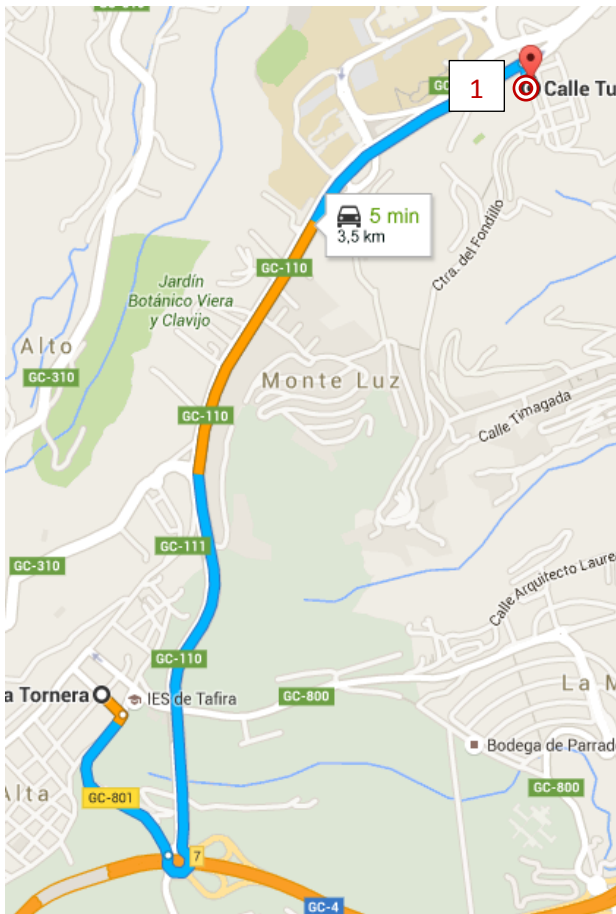 GC
1
Calle Tu
5 min
3,5 km
Ctra. del Fondillo
GC-110
Jardín
Botánico Viera
y Clavijo
Alto
GC-310
Monte Luz
GC-110
Calle Timagada
GC-111
GC-310
Calle Arquitecto Laure
GC-110
a Tornera
IES de Tafira
GC-800
La M
Bodega de Parrad
Alta
GC-801
GC-800
7
GC-4